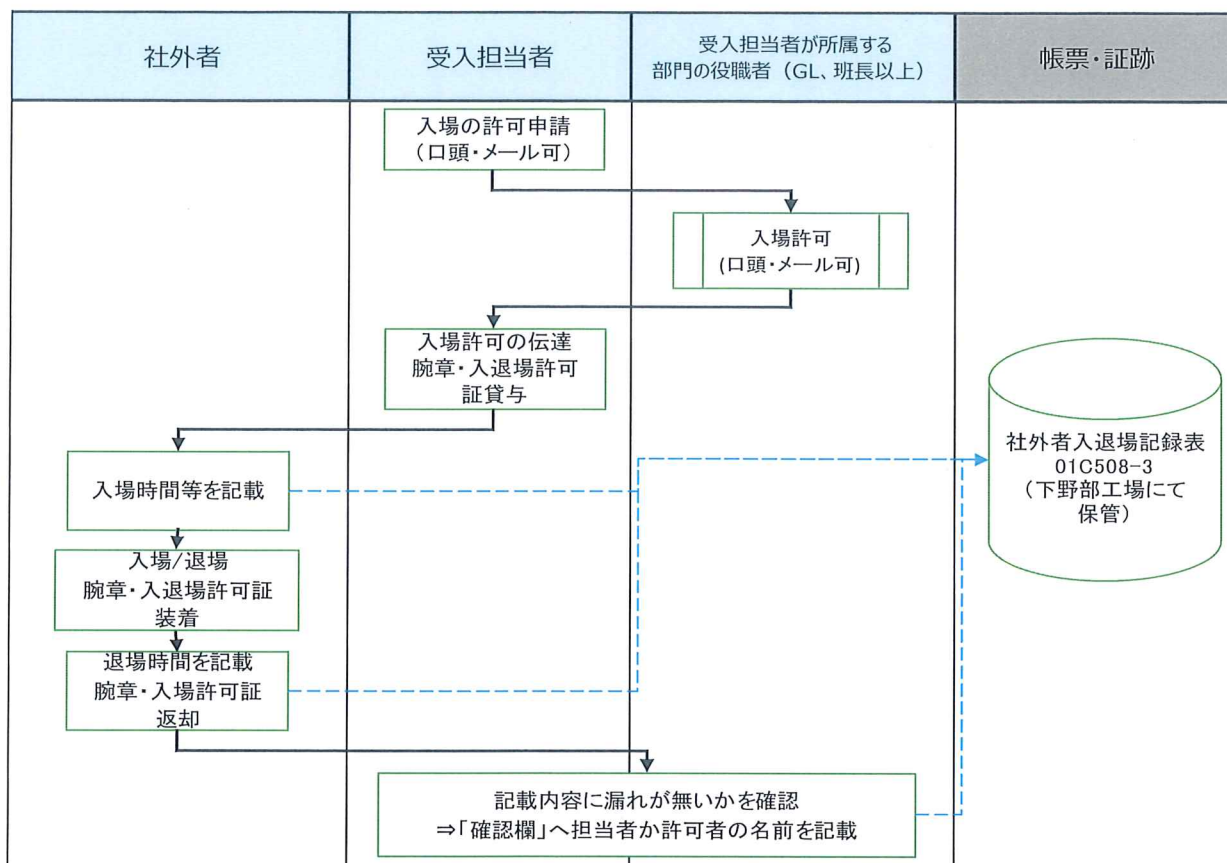 社外者
受入担当者
受入担当者が所属する
部門の役職者（GL、班長以上）
帳票・証跡
入場の許可申請
（口頭・メール可）
入場許可
(口頭・メール可)
入場許可の伝達
腕章・入退場許可
証貸与
入場時間等を記載
入場/退場
腕章・入退場許可証
装着
退場時間を記載
腕章・入場許可証
返却
記載内容に漏れが無いかを確認
⇒「確認欄」へ担当者か許可者の名前を記載
社外者入退場記録表
01C508-3
（下野部工場にて
保管）